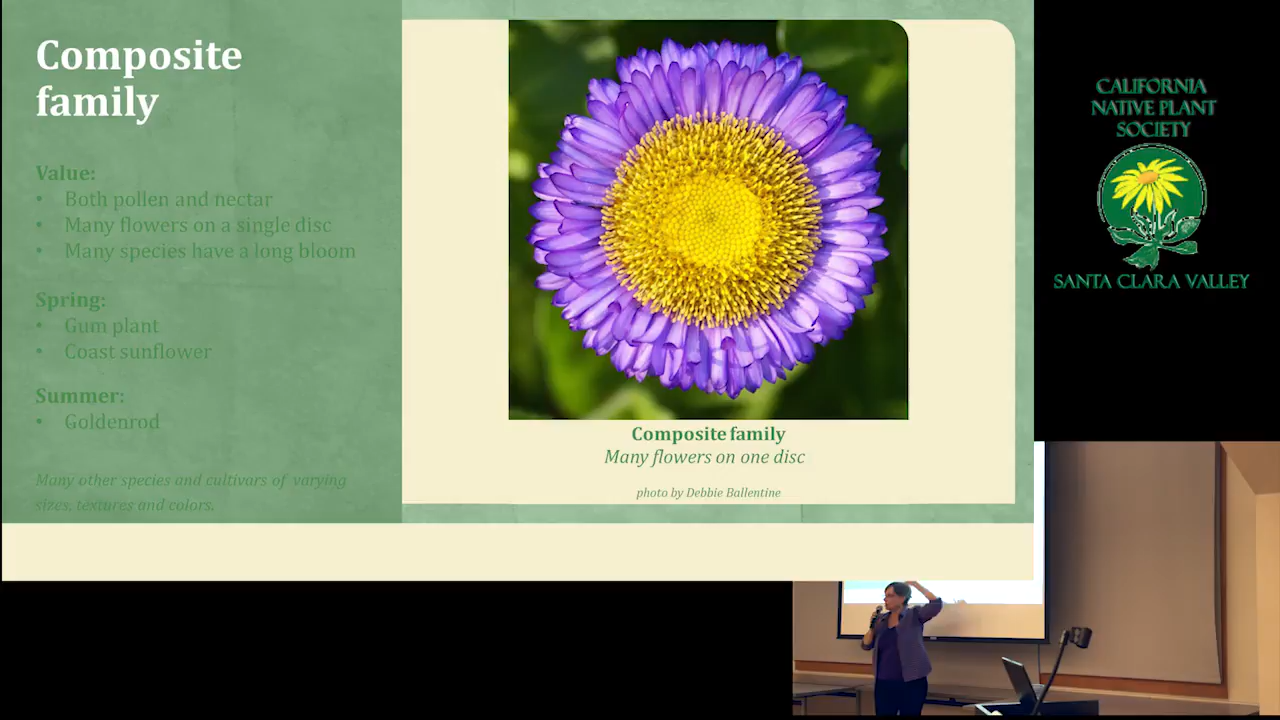 Composite
family
Value:
• Both pollen and nectar
• Many flowers on a single disc
• Many species have a long bloom
Spring:
• Gum plant
• Coast sunflower
Summer:
• Goldenrod
Many other species and cultivars of varying
sizes, textures and colors.
Composite family
Many flowers on one disc
photo by Debbie Ballentine
CALIFORNIA
NATIVE PLANT
SOCIETY
SANTA CLARA VALLEY